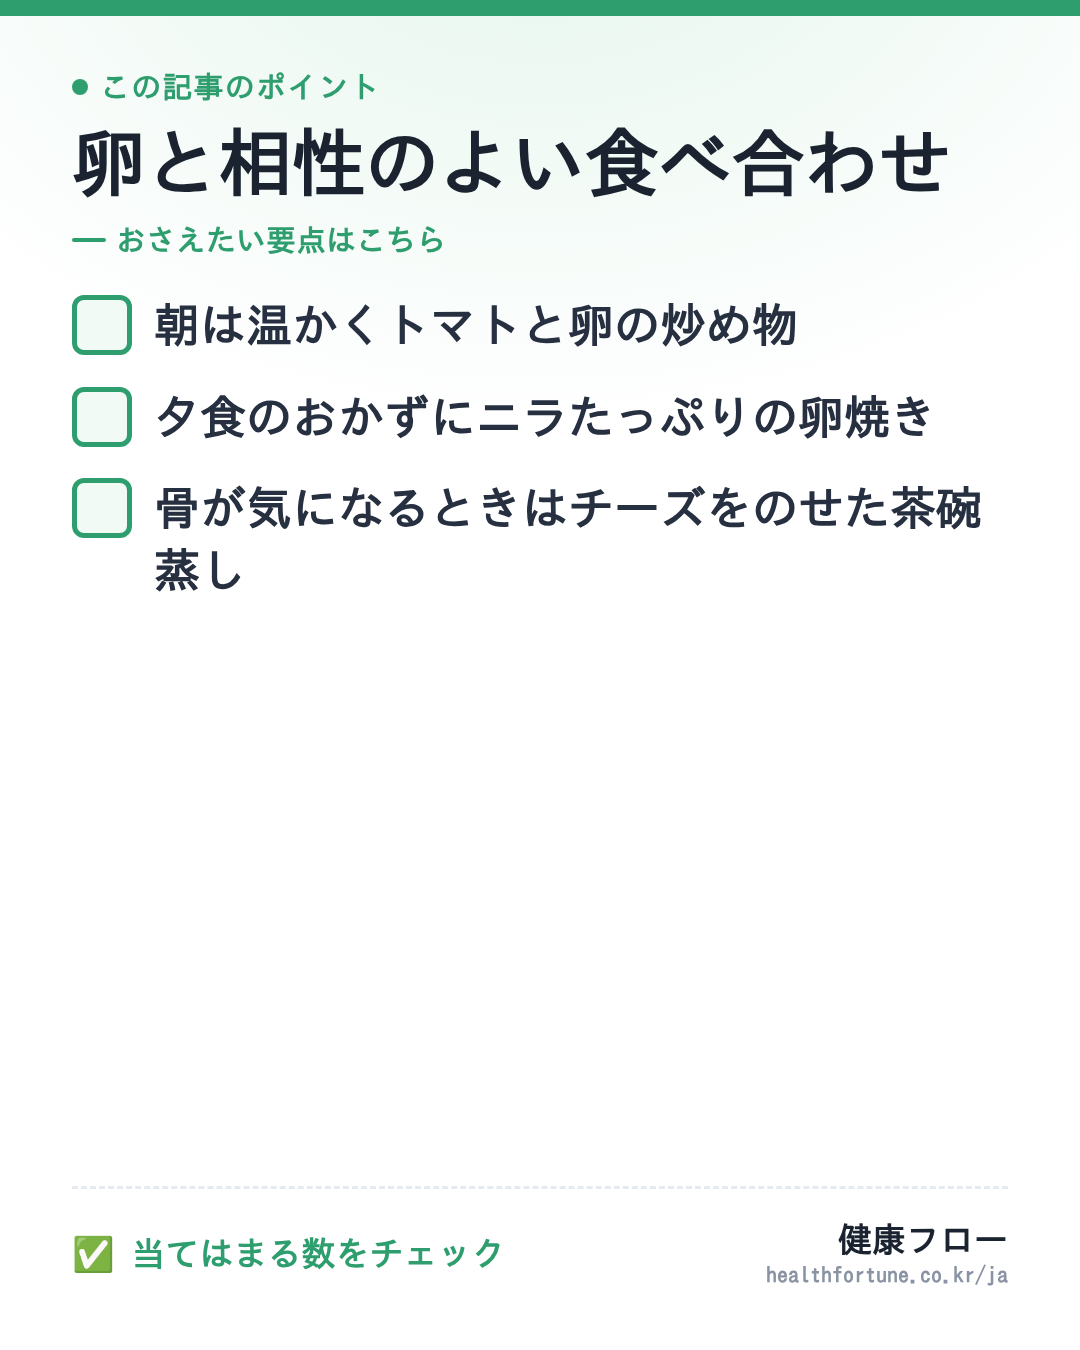 この記事のポイント
卵と相性のよい食べ合わせ
おさえたい要点はこちら
朝は温かくトマトと卵の炒め物
夕食のおかずにニラたっぷりの卵焼き
骨が気になるときはチーズをのせた茶碗
蒸し
当てはまる数をチェック
健康フロー
healthfortune.co.kr/ja